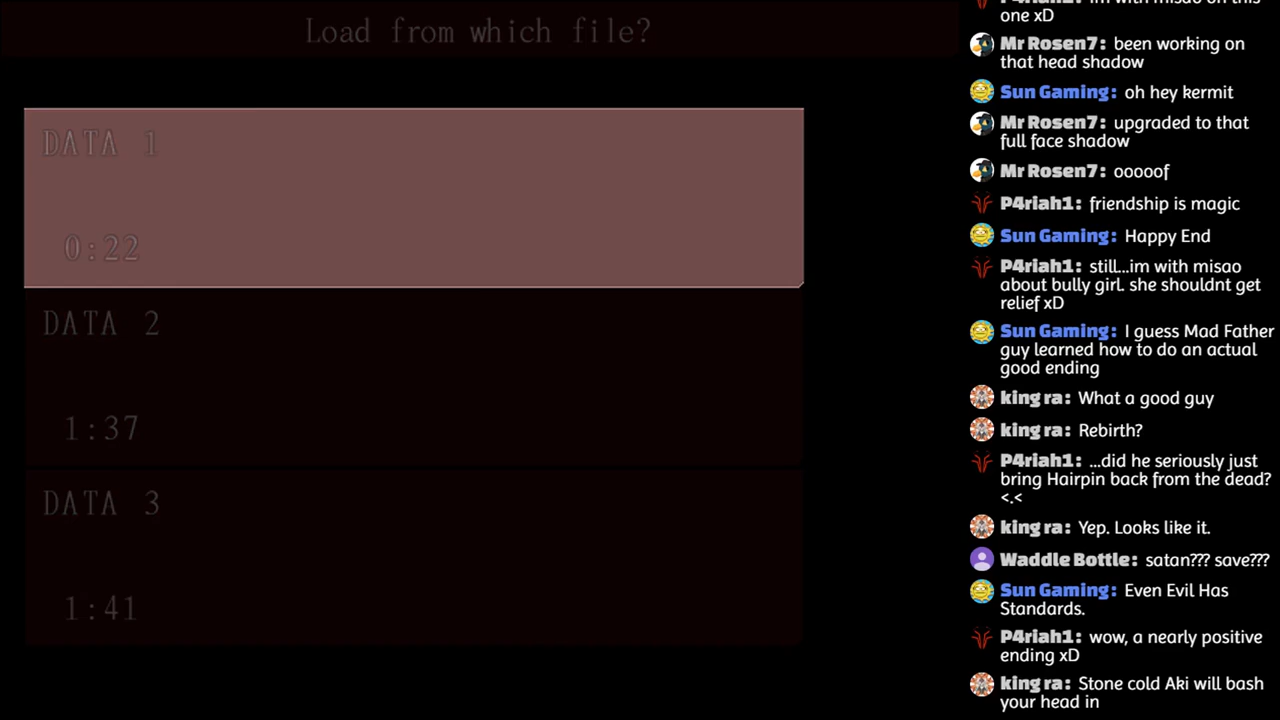 Load from which file?
DATA 1
0:22
DATA 2
1:37
DATA 3
1:41
one xD
Mr Rosen7: been working on
that head shadow
Sun Gaming: oh hey kermit
Mr Rosen7: upgraded to that
full face shadow
Mr Rosen7: ooooof
P4riah1: friendship is magic
Sun Gaming: Happy End
P4riah1: still...im with misao
about bully girl. she shouldnt get
relief xD
Sun Gaming: I guess Mad Father
guy learned how to do an actual
good ending
king ra: What a good guy
king ra: Rebirth?
P4riah1: ...did he seriously just
bring Hairpin back from the dead?
<.<
king ra: Yep. Looks like it.
Waddle Bottle: satan??? save???
Sun Gaming: Even Evil Has
Standards.
P4riah1: wow, a nearly positive
ending xD
king ra: Stone cold Aki will bash
your head in